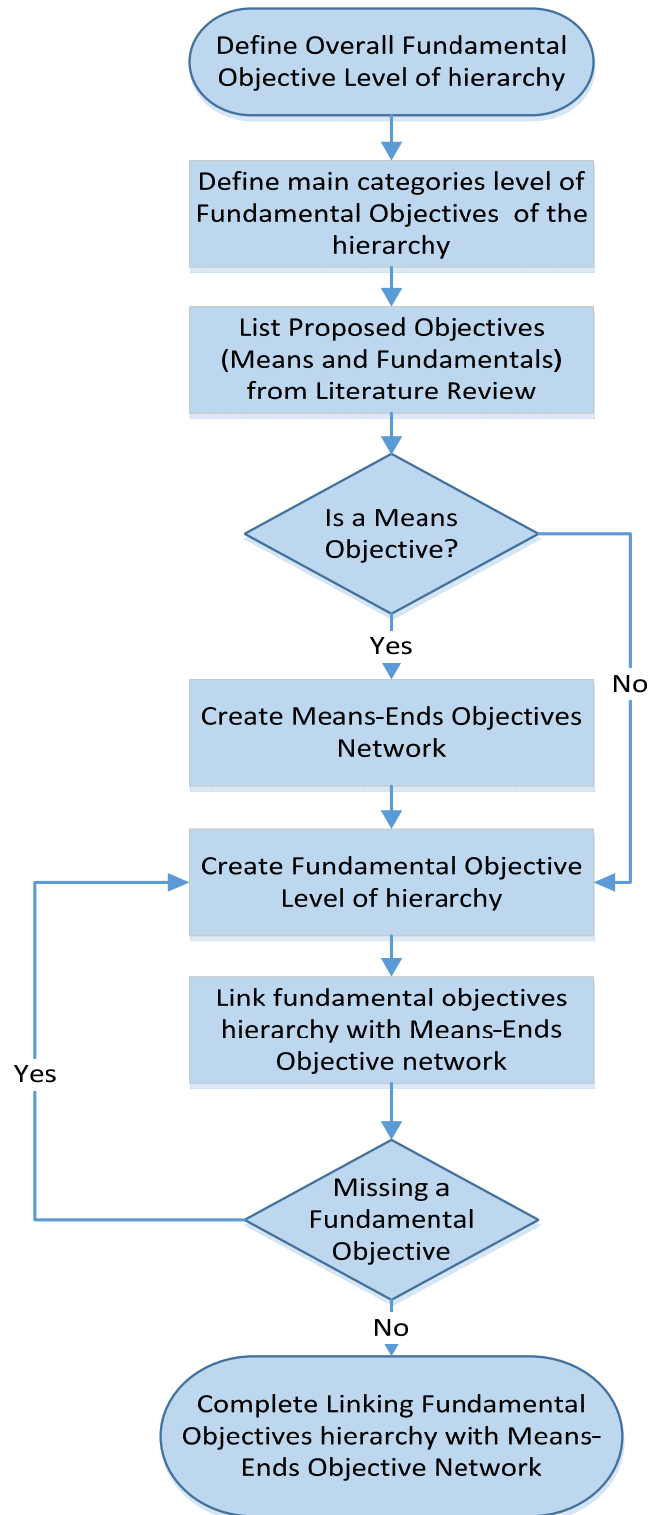 Define Overall Fundamental
Objective Level of hierarchy
Define main categories level of
Fundamental Objectives of the
hierarchy
List Proposed Objectives
(Means and Fundamentals)
from Literature Review
Is a Means
Objective?
Yes
No
Create Means-Ends Objectives
Network
Create Fundamental Objective
Level of hierarchy
Link fundamental objectives
hierarchy with Means-Ends
Objective network
Yes
Missing a
Fundamental
Objective
No
Complete Linking Fundamental
Objectives hierarchy with Means-
Ends Objective Network